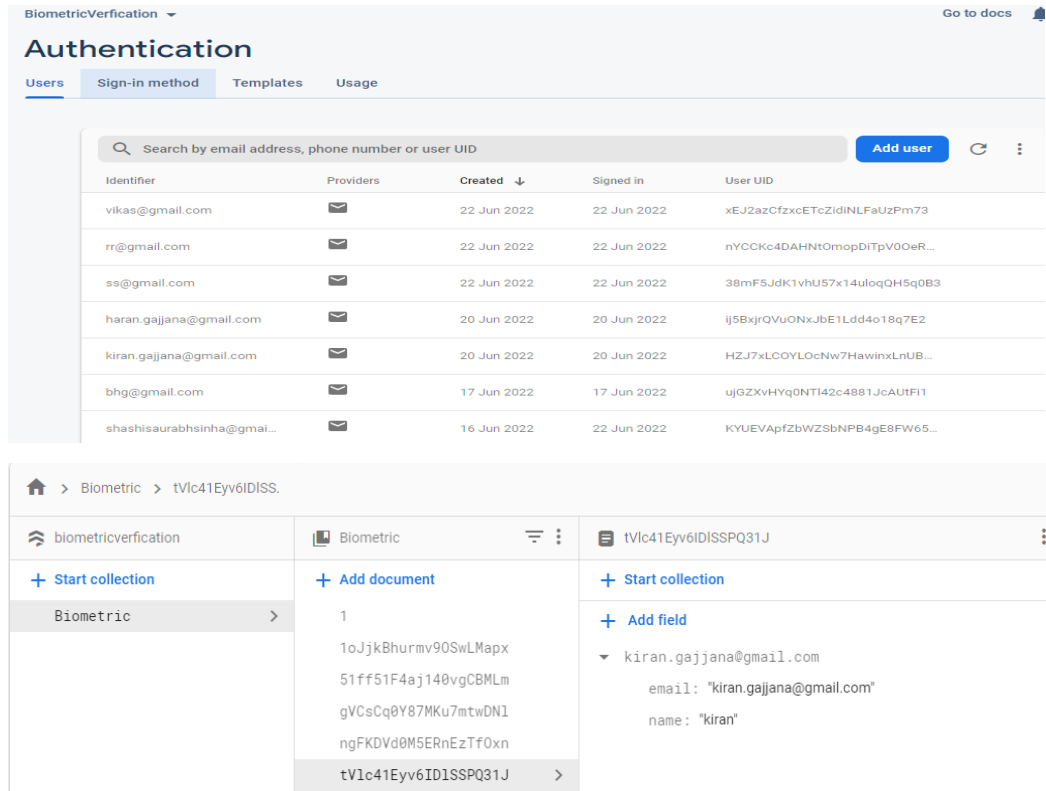 BiometricVerfication Go to docs
Authentication
Users Sign-in method Templates Usage
Search by email address, phone number or user UID Add user
Identifier Providers Created Signed in User UID
vikas@gmail.com 22 Jun 2022 22 Jun 2022 xEJ2azCfzxcETcZidiNLFaUzPm73
rr@gmail.com 22 Jun 2022 22 Jun 2022 nYCCKc4DAHNtOmopDiTpV0OeR...
ss@gmail.com 22 Jun 2022 22 Jun 2022 38mF5JdK1vhU57x14uloqQH5q0B3
haran.gajjana@gmail.com 20 Jun 2022 20 Jun 2022 ij5BxjrQVuONxJbE1Ldd4o18q7E2
kiran.gajjana@gmail.com 20 Jun 2022 20 Jun 2022 HZJ7xLCOYLOcNw7HawinxLnUB...
bhg@gmail.com 17 Jun 2022 17 Jun 2022 ujGZXvHYq0NTl42c4881JcAUtFi1
shashisaurabhsinha@gmai... 16 Jun 2022 22 Jun 2022 KYUEVApfZbWZSbNPB4gE8FW65...
Biometric tVlc41Eyv6IDlSS.
biometricverfication Biometric tVlc41Eyv6IDlSSPQ31J
Start collection Add document Start collection
Biometric 1 Add field
1oJjkBhurmv9OSwLMapx kiran.gajjana@gmail.com
51ff51F4aj140vgCBMLm email: "kiran.gajjana@gmail.com"
gVCsCq0Y87MKu7mtwDNl name: "kiran"
ngFKDVd0M5ERnEzTfOxn
tVlc41Eyv6IDlSSPQ31J